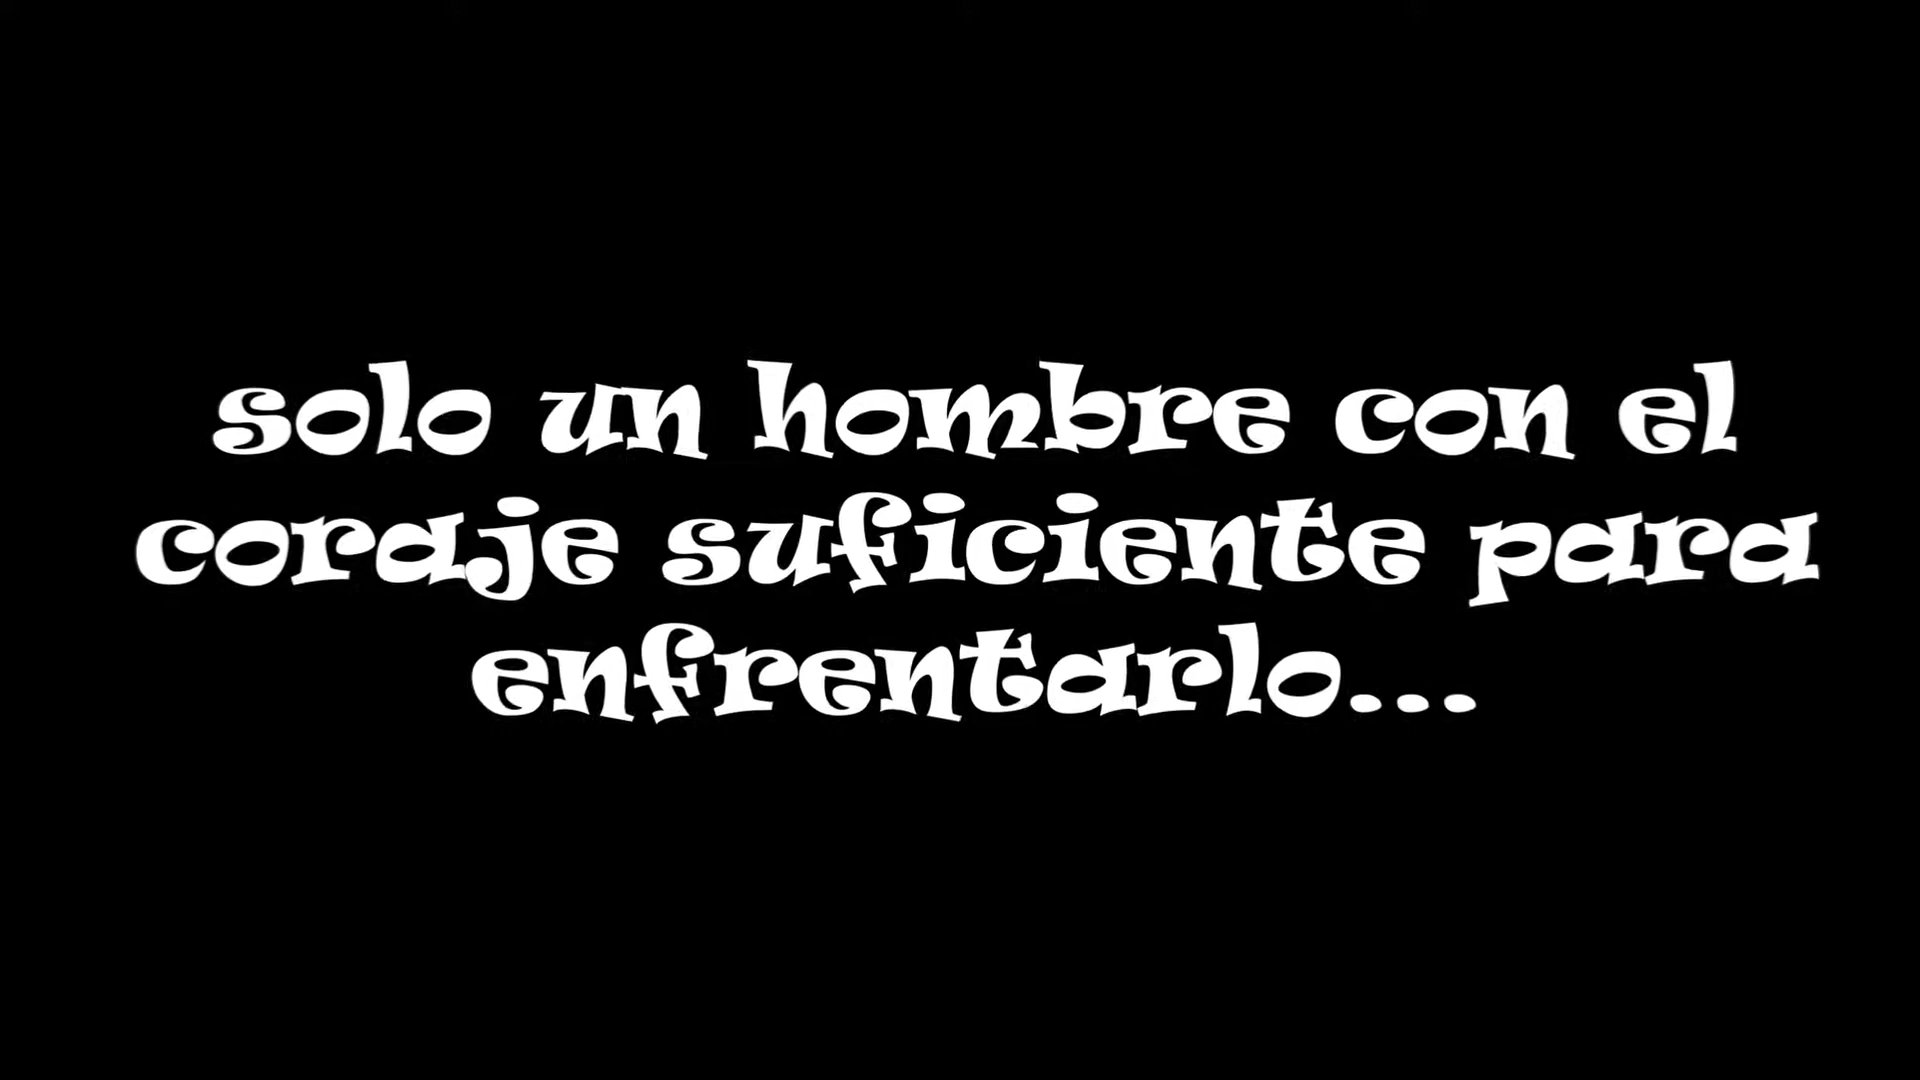 solo un hombre con el
coraje suficiente para
enfrentarlo...